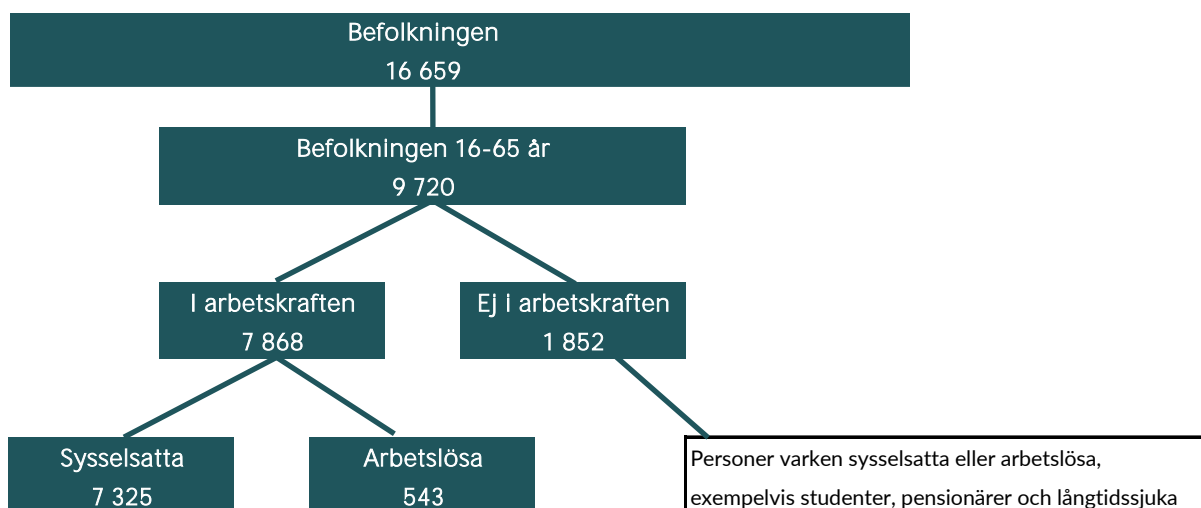 Befolkningen
16 659
Befolkningen 16-65 år
9 720
I arbetskraften
7 868
Ej i arbetskraften
1 852
Sysselsatta
7 325
Arbetslösa
543
Personer varken sysselsatta eller arbetslösa,
exempelvis studenter, pensionärer och långtidssjuka